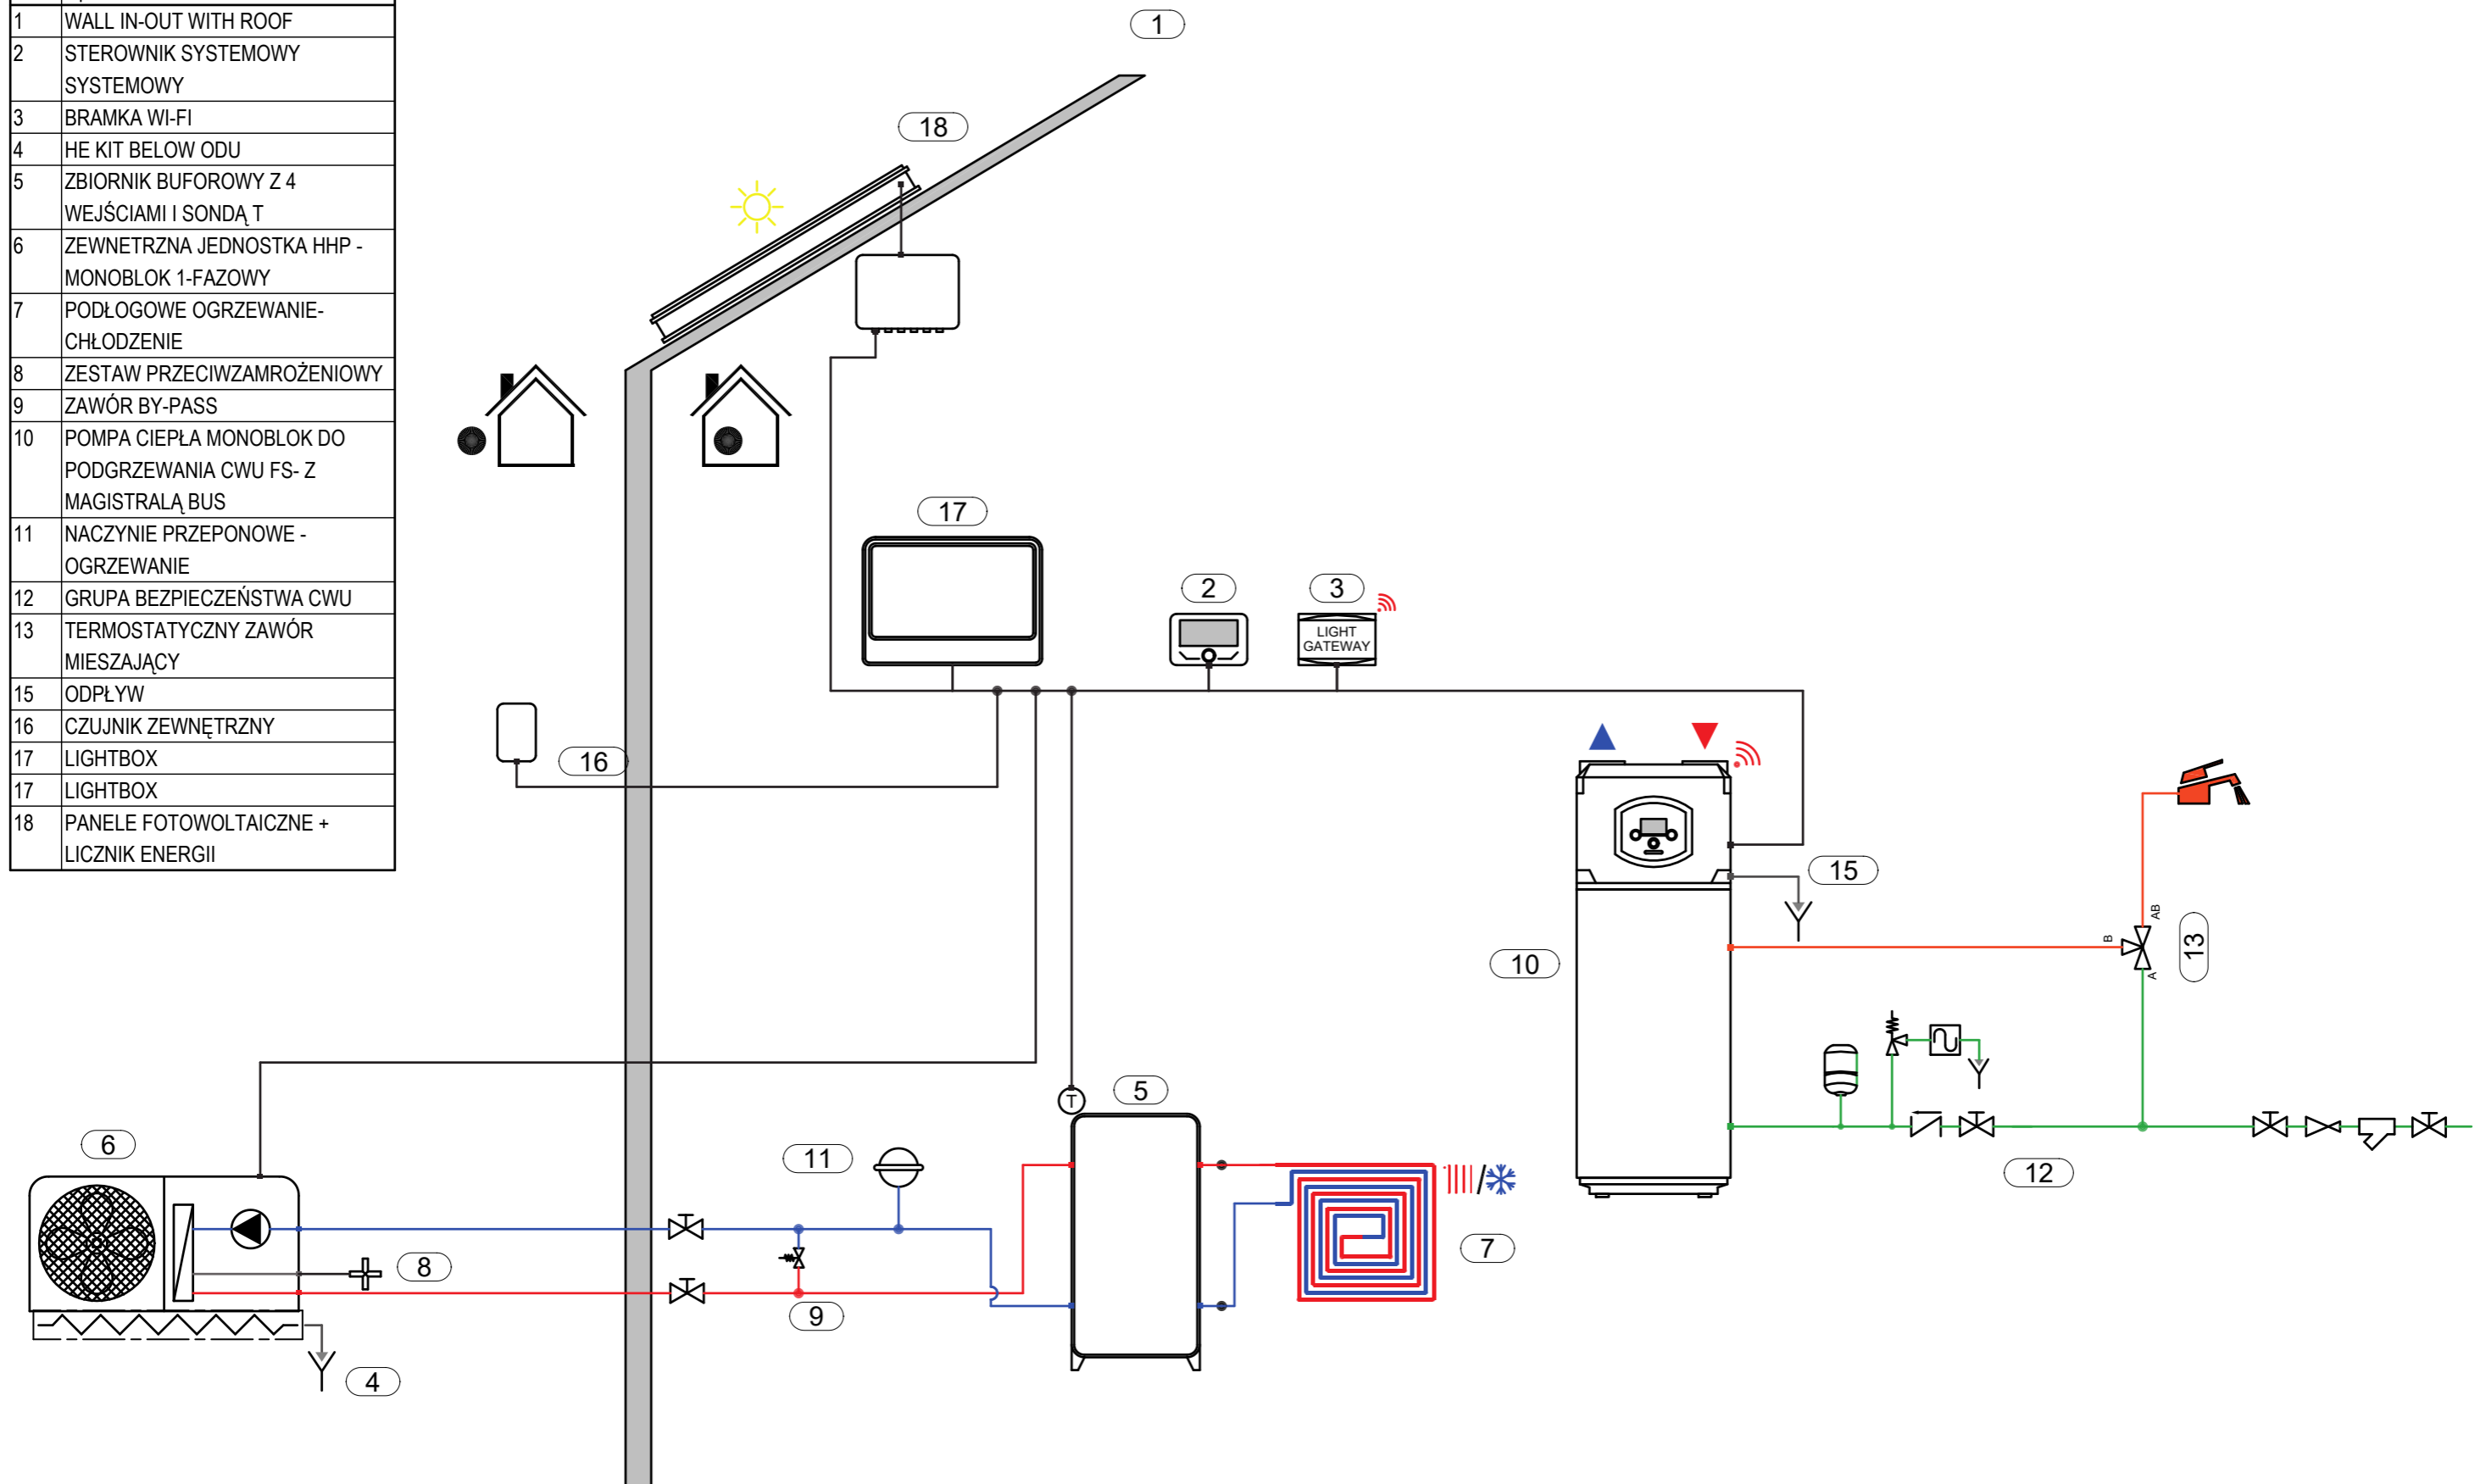 1 WALL IN-OUT WITH ROOF
2 STEROWNIK SYSTEMOWY
SYSTEMOWY
3 BRAMKA WI-FI
4 HE KIT BELOW ODU
5 ZBIORNIK BUFOROWY Z 4
WEJŚCIAMI I SONDĄ T
6 ZEWNETRZNA JEDNOSTKA HHP -
MONOBLOK 1-FAZOWY
7 PODŁOGOWE OGRZEWANIE-
CHŁODZENIE
8 ZESTAW PRZECIWZAMROŻENIOWY
9 ZAWÓR BY-PASS
10 POMPA CIEPŁA MONOBLOK DO
PODGRZEWANIA CWU FS- Z
MAGISTRALĄ BUS
11 NACZYNIE PRZEPONOWE -
OGRZEWANIE
12 GRUPA BEZPIECZEŃSTWA CWU
13 TERMOSTATYCZNY ZAWÓR
MIESZAJĄCY
15 ODPŁYW
16 CZUJNIK ZEWNĘTRZNY
17 LIGHTBOX
17 LIGHTBOX
18 PANELE FOTOWOLTAICZNE +
LICZNIK ENERGII
1
18
17
2
3
LIGHT
GATEWAY
16
15
AB
B
A
13
10
T
5
6
11
12
7
8
9
4